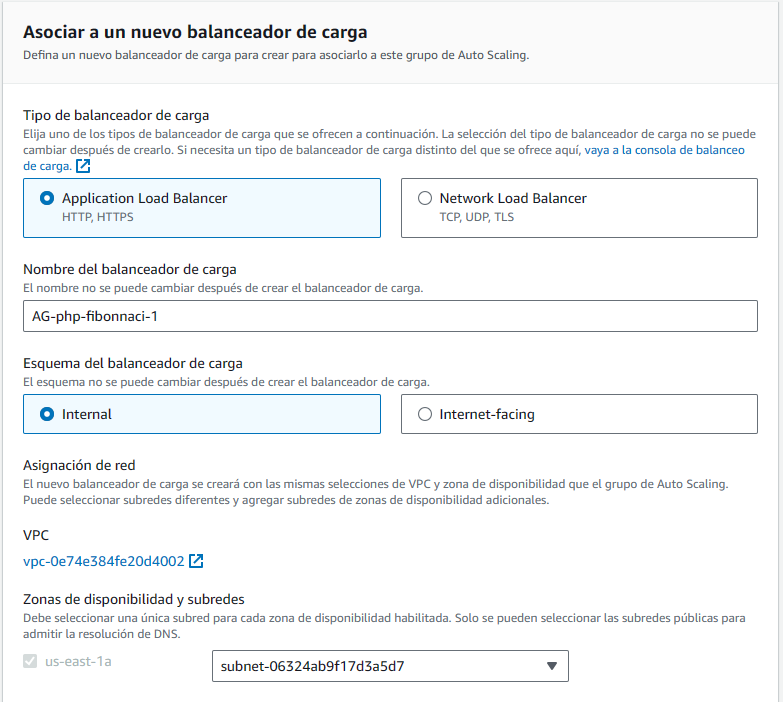 Asociar a un nuevo balanceador de carga
Defina un nuevo balanceador de carga para crear para asociarlo a este grupo de Auto Scaling.
Tipo de balanceador de carga
Elija uno de los tipos de balanceador de carga que se ofrecen a continuación. La selección del tipo de balanceador de carga no se puede
cambiar después de crearlo. Si necesita un tipo de balanceador de carga distinto del que se ofrece aquí, vaya a la consola de balanceo
de carga.
Application Load Balancer
HTTP, HTTPS
Network Load Balancer
TCP, UDP, TLS
Nombre del balanceador de carga
El nombre no se puede cambiar después de crear el balanceador de carga.
AG-php-fibonnaci-1
Esquema del balanceador de carga
El esquema no se puede cambiar después de crear el balanceador de carga.
Internal
Internet-facing
Asignación de red
El nuevo balanceador de carga se creará con las mismas selecciones de VPC y zona de disponibilidad que el grupo de Auto Scaling.
Puede seleccionar subredes diferentes y agregar subredes de zonas de disponibilidad adicionales.
VPC
vpc-0e74e384fe20d4002
Zonas de disponibilidad y subredes
Debe seleccionar una única subred para cada zona de disponibilidad habilitada. Solo se pueden seleccionar las subredes públicas para
admitir la resolución de DNS.
us-east-1a
subnet-06324ab9f17d3a5d7